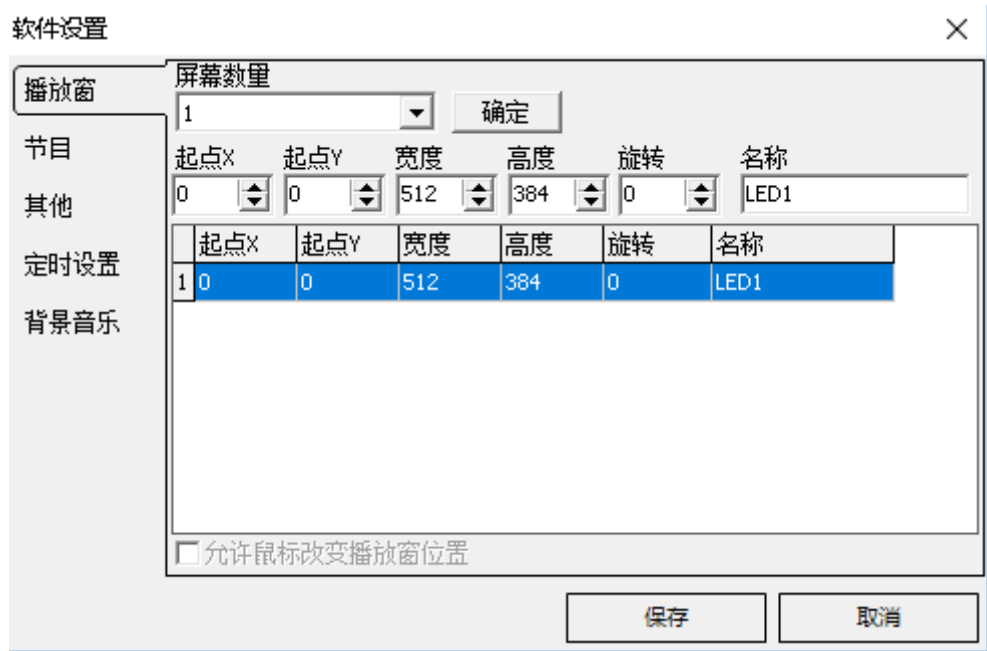 软件设置
播放窗
节目
其他
定时设置
背景音乐
屏幕数量
1
确定
起点X 起点Y 宽度 高度 旋转 名称
0 0 512 384 0 LED1
起点X 起点Y 宽度 高度 旋转 名称
1 0 0 512 384 0 LED1
允许鼠标改变播放窗位置
保存 取消